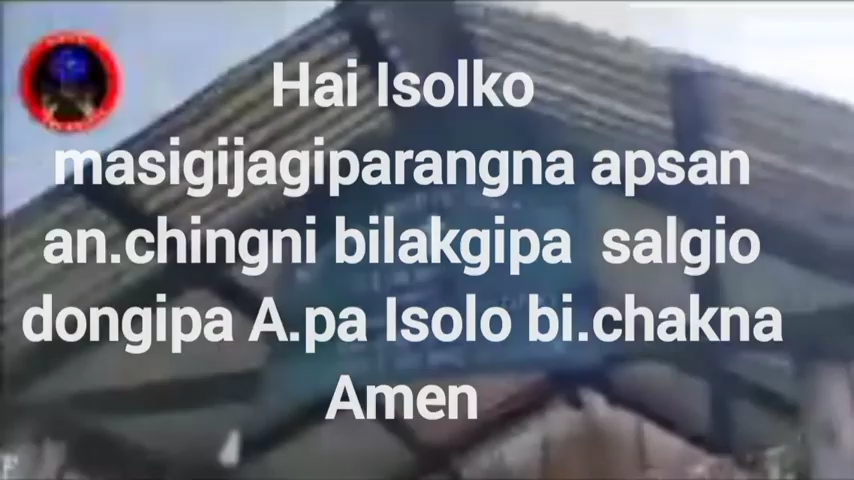 Hai Isolko
masigijagiparangna apsan
an.chingni bilakgipa salgio
dongipa A.pa Isolo bi.chakna
Amen